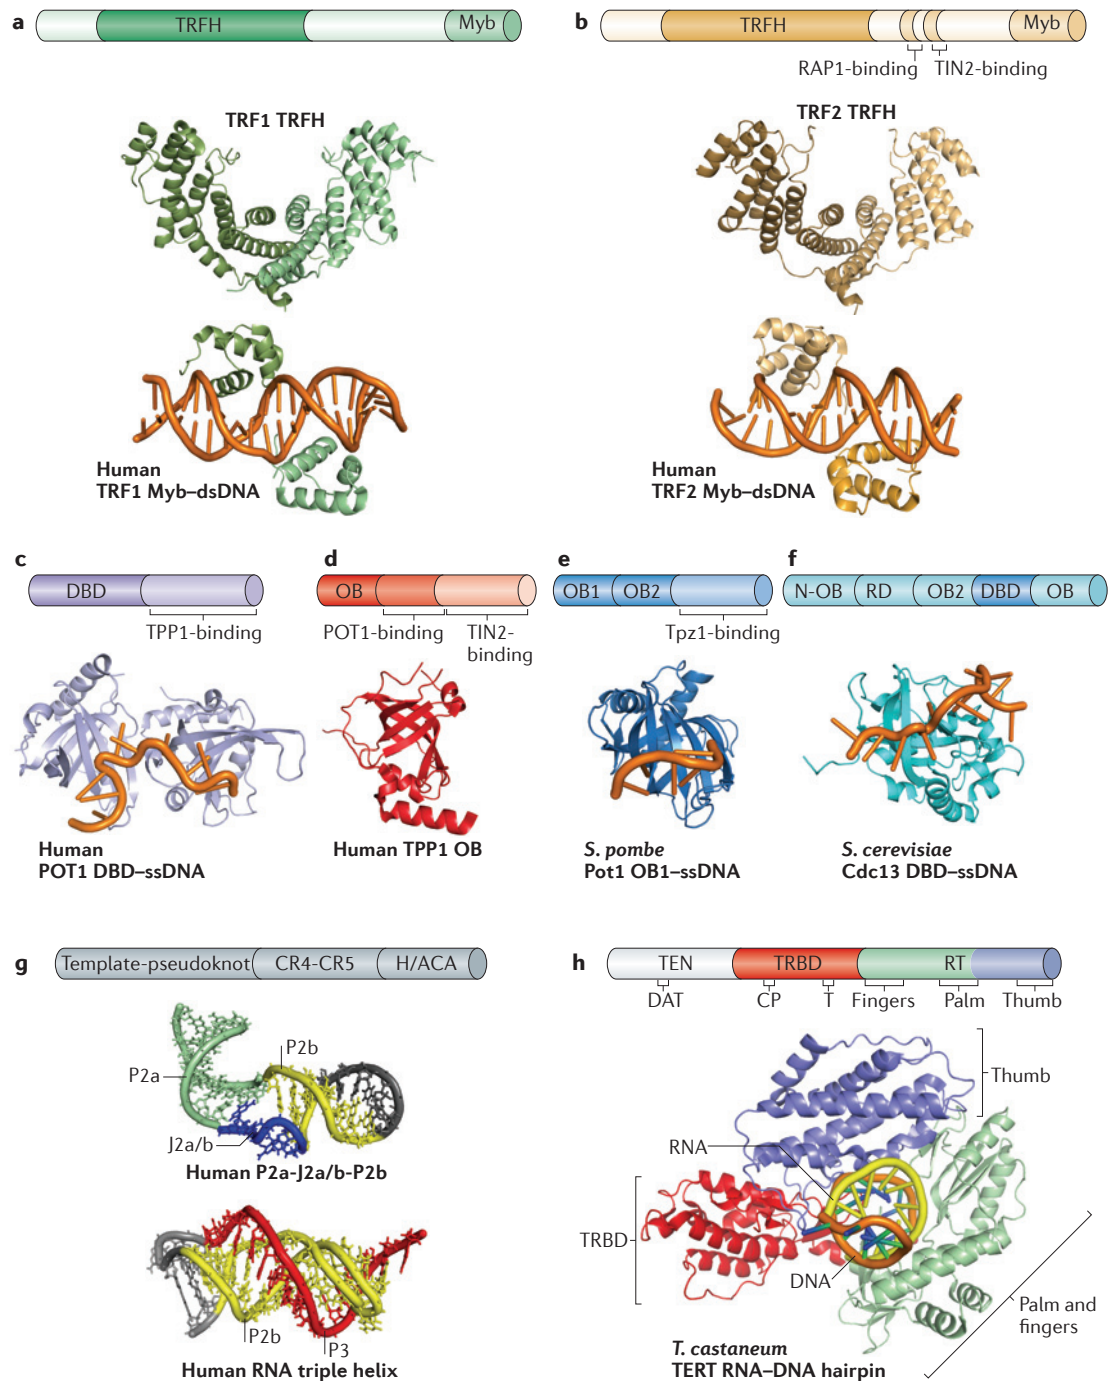 a
TRFH
Myb
b
TRFH
Myb
RAP1-binding
TIN2-binding
TRF1 TRFH
TRF2 TRFH
Human
TRF1 Myb–dsDNA
Human
TRF2 Myb–dsDNA
c
DBD
TPP1-binding
d
OB
POT1-binding
TIN2-
binding
e
OB1
OB2
Tpz1-binding
f
N-OB
RD
OB2
DBD
OB
Human
POT1 DBD–ssDNA
Human TPP1 OB
S. pombe
Pot1 OB1–ssDNA
S. cerevisiae
Cdc13 DBD–ssDNA
g
Template-pseudoknot
CR4-CR5
H/ACA
P2b
P2a
J2a/b
Human P2a-J2a/b-P2b
P2b
P3
Human RNA triple helix
h
TEN
TRBD
RT
DAT
CP
T
Fingers
Palm
Thumb
Thumb
RNA
TRBD
DNA
Palm and
fingers
T. castaneum
TERT RNA–DNA hairpin